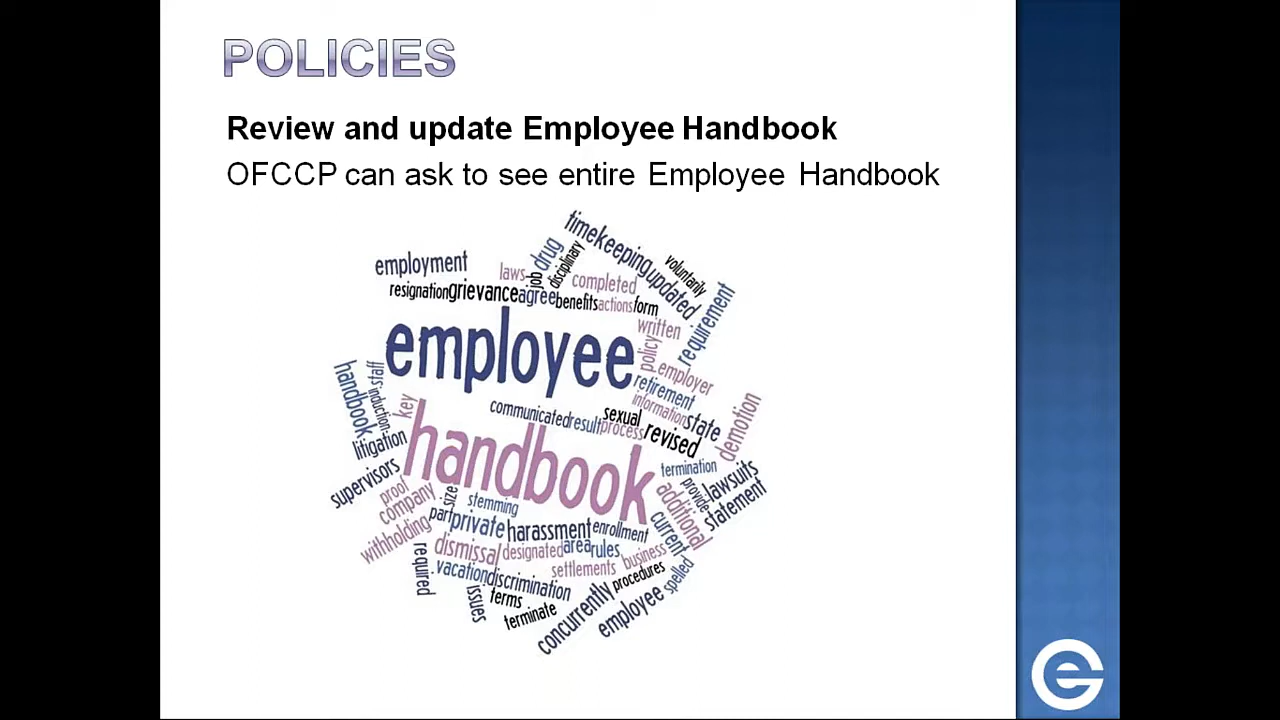 POLICIES
Review and update Employee Handbook
OFCCP can ask to see entire Employee Handbook
timekeeping
drug
disciplinary
job
laws
employment
completed
updated
voluntarily
resignation
grievance
agree
benefits
actions
form
requirement
written
policy
employee
employer
retirement
information
state
handbook
staff
induction
key
communicated
result
sexual
process
revised
demotion
litigation
handbook
termination
supervisors
proof
company
size
stemming
provide
lawsuits
statement
additional
current
withholding
part
private
harassment
enrollment
required
dismissal
designated
area
rules
business
settlements
vacation
discrimination
procedures
spelled
issues
terms
terminate
concurrently
employee
e